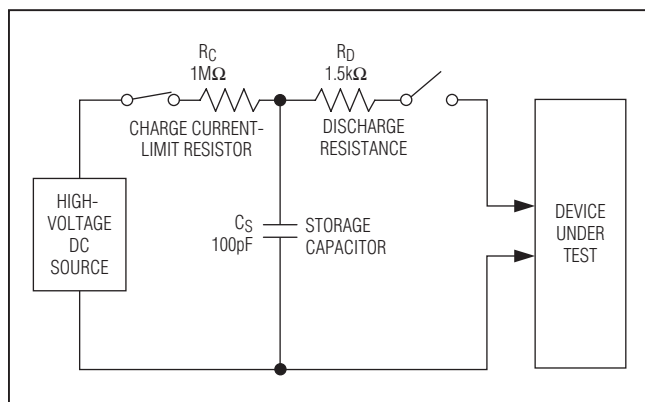 RC
1MΩ
RD
1.5kΩ
CHARGE CURRENT-
LIMIT RESISTOR
DISCHARGE
RESISTANCE
HIGH-
VOLTAGE
DC
SOURCE
CS
100pF
STORAGE
CAPACITOR
DEVICE
UNDER
TEST